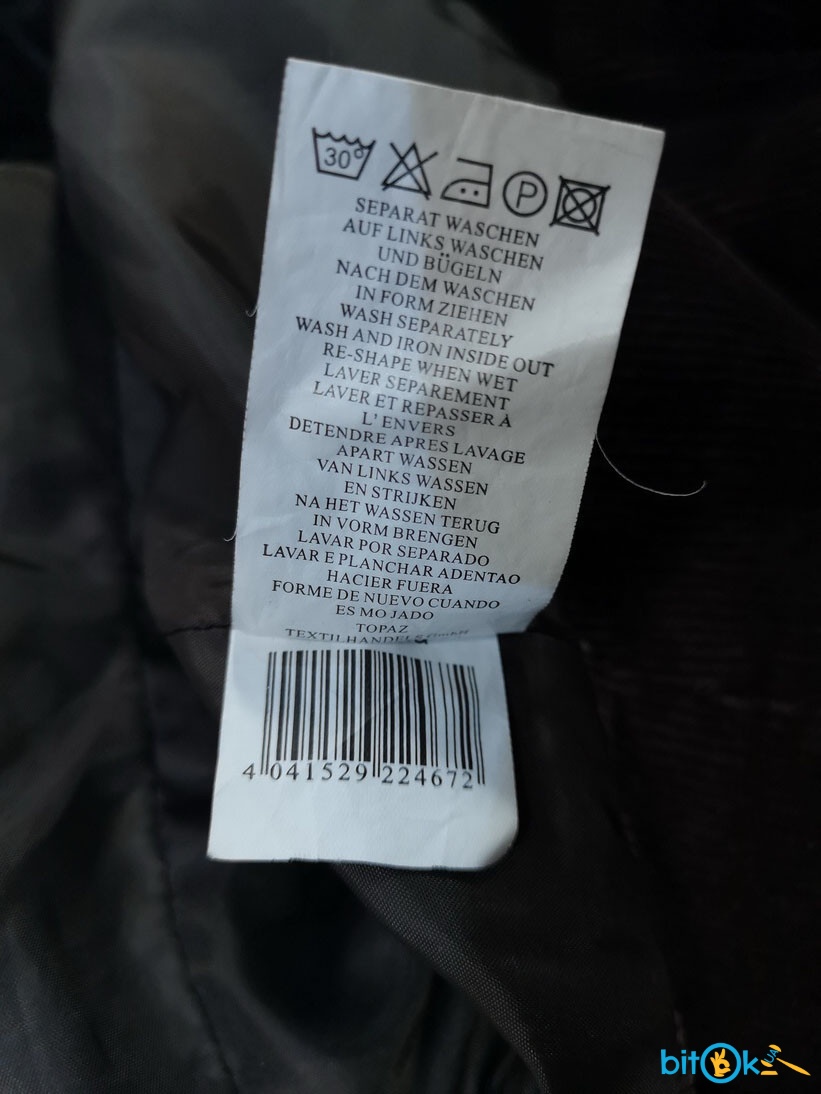 30°
P
SEPARAT WASCHEN
AUF LINKS WASCHEN
UND BÜGELN
NACH DEM WASCHEN
IN FORM ZIEHEN
WASH SEPARATELY
WASH AND IRON INSIDE OUT
RE-SHAPE WHEN WET
LAVER SEPAREMENT
LAVER ET REPASSER À
L' ENVERS
DETENDRE APRES LAVAGE
APART WASSEN
VAN LINKS WASSEN
EN STRIJKEN
NA HET WASSEN TERUG
IN VORM BRENGEN
LAVAR POR SEPARADO
LAVAR E PLANCHAR ADENTAO
HACIER FUERA
FORME DE NUEVO CUANDO
ES MO JADO
TOPAZ
TEXTILHANDELS GmbH
4 041529 224672
bitOk UA